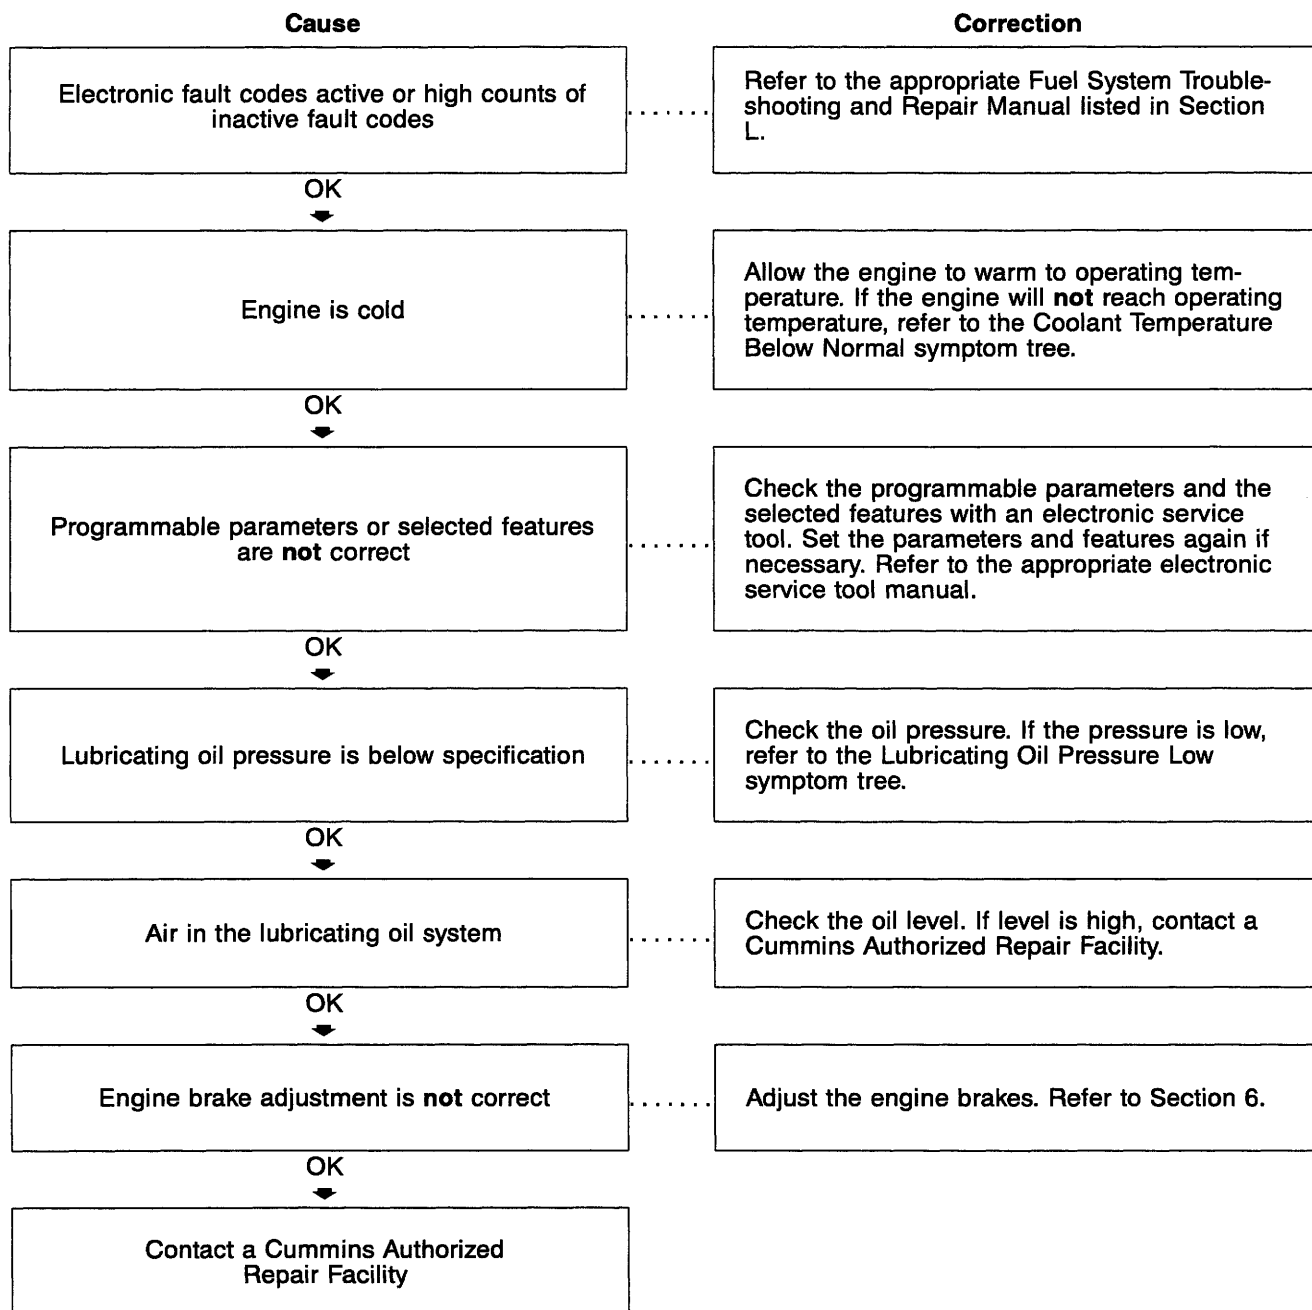 Cause
Correction
Electronic fault codes active or high counts of
inactive fault codes
.......
Refer to the appropriate Fuel System Trouble-
shooting and Repair Manual listed in Section
L.
OK
Engine is cold
.......
Allow the engine to warm to operating tem-
perature. If the engine will not reach operating
temperature, refer to the Coolant Temperature
Below Normal symptom tree.
OK
Programmable parameters or selected features
are not correct
.......
Check the programmable parameters and the
selected features with an electronic service
tool. Set the parameters and features again if
necessary. Refer to the appropriate electronic
service tool manual.
OK
Lubricating oil pressure is below specification
.......
Check the oil pressure. If the pressure is low,
refer to the Lubricating Oil Pressure Low
symptom tree.
OK
Air in the lubricating oil system
.......
Check the oil level. If level is high, contact a
Cummins Authorized Repair Facility.
OK
Engine brake adjustment is not correct
.......
Adjust the engine brakes. Refer to Section 6.
OK
Contact a Cummins Authorized
Repair Facility